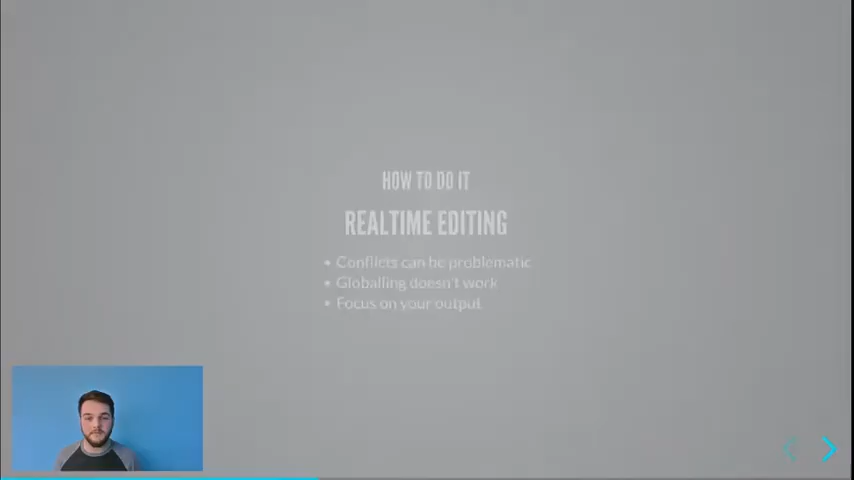 HOW TO DO IT
REALTIME EDITING
• Conflicts can be problematic
• Globalling doesn't work
• Focus on your output